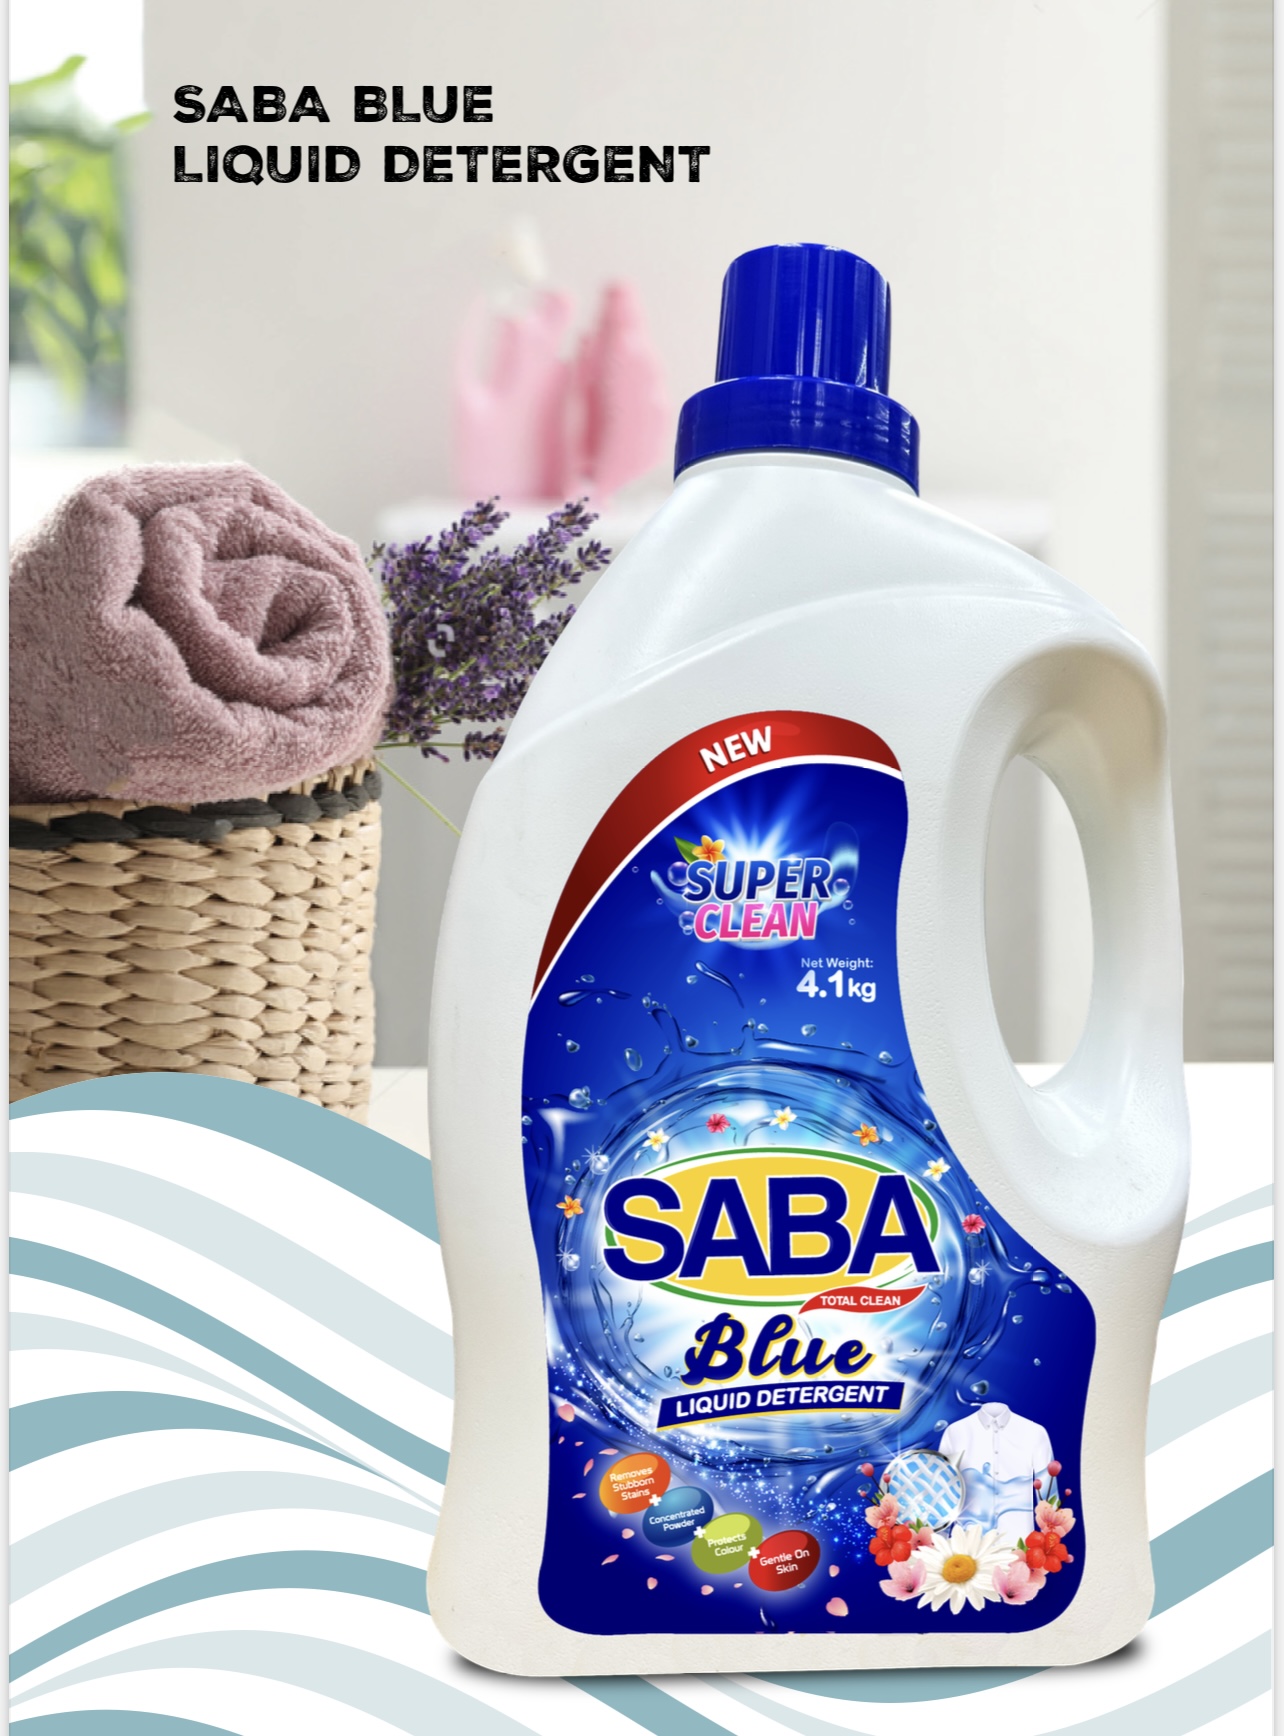 SABA BLUE
LIQUID DETERGENT
NEW
SUPER
CLEAN
Net Weight:
4.1kg
SABA
TOTAL CLEAN
Blue
LIQUID DETERGENT
Removes
Stubborn
Stains
Concentrated
Powder
Protects
Colour
Gentle On
Skin